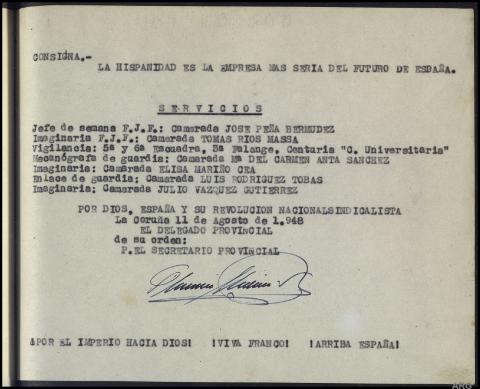 CONSIGNA.-
LA HISPANIDAD ES LA EMPRESA MAS SERIA DEL FUTURO DE ESPAÑA.
SERVICIOS
Jefe de semana F.J.F.: Camarada JOSE PEÑA BERMUDEZ
Imaginaria F.J.F.: Camarada TOMAS RIOS MASSA
Vigilancia: 5ª y 6ª Escuadra, 3ª Falange, Centuria "C. Universitaria"
Mecanógrafa de guardia: Camarada Mª DEL CARMEN ANTA SANCHEZ
Imaginaria: Camarada ELISA MARIÑO CEA
Enlace de guardia; Camarada LUIS RODRIGUEZ TOBAS
Imaginaria; Camarada JULIO VAZQUEZ GUTIERREZ
POR DIOS, ESPAÑA Y SU REVOLUCION NACIONALSINDICALISTA
La Coruña 11 de Agosto de 1.948
EL DELEGADO PROVINCIAL
de su orden:
P.EL SECRETARIO PROVINCIAL
POR EL IMPERIO HACIA DIOS! !VIVA FRANCO! !ARRIBA ESPAÑA!
ARG